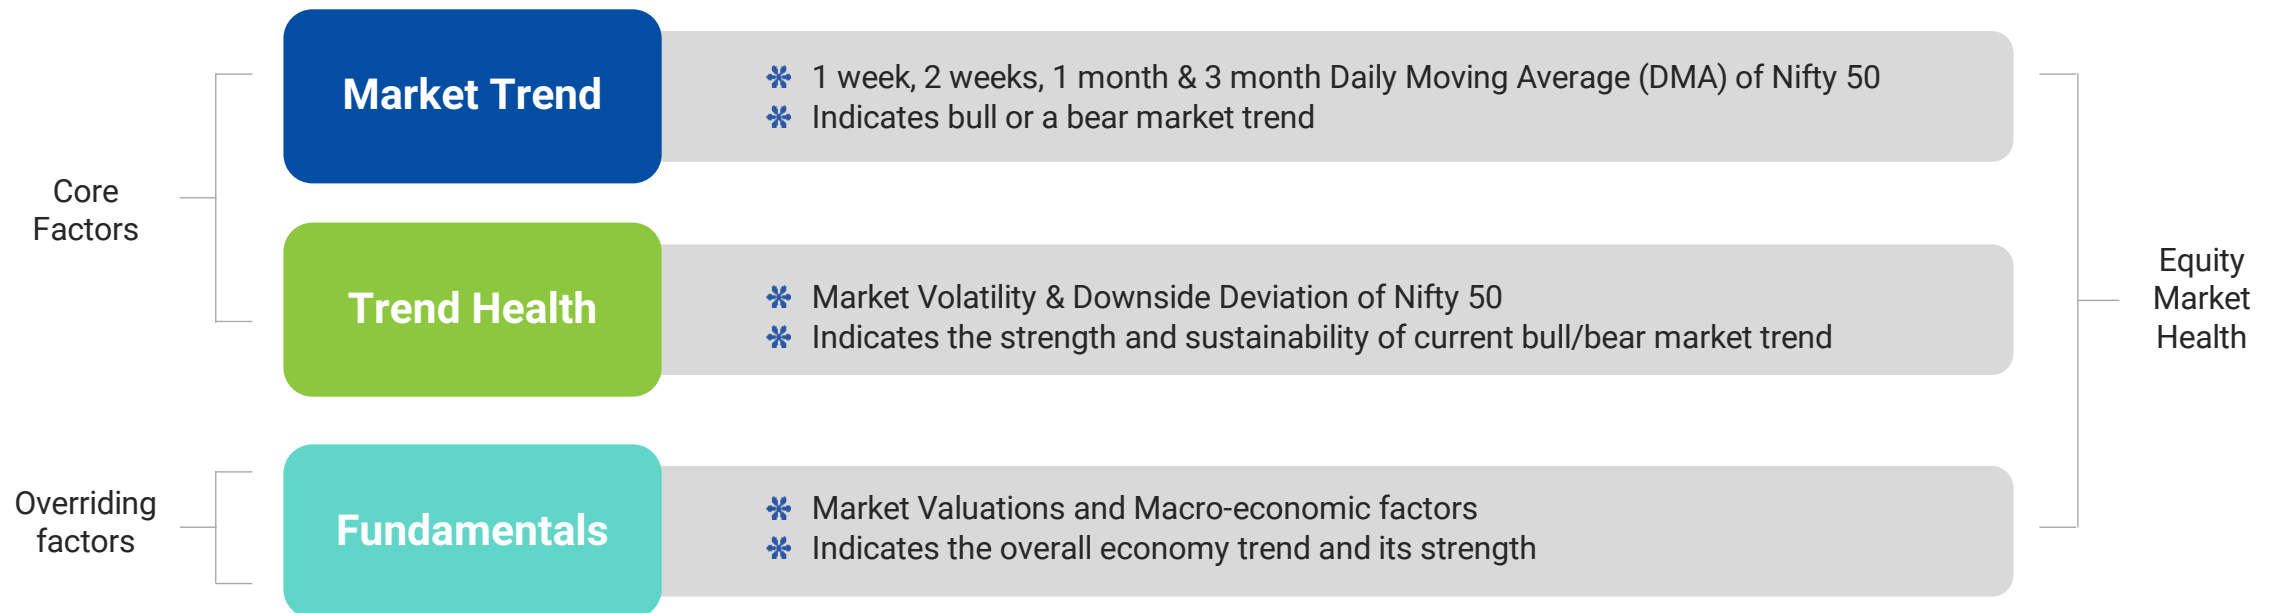 Core
Factors
Market Trend
1 week, 2 weeks, 1 month & 3 month Daily Moving Average (DMA) of Nifty 50
Indicates bull or a bear market trend
Trend Health
Market Volatility & Downside Deviation of Nifty 50
Indicates the strength and sustainability of current bull/bear market trend
Overriding
factors
Fundamentals
Market Valuations and Macro-economic factors
Indicates the overall economy trend and its strength
Equity
Market
Health